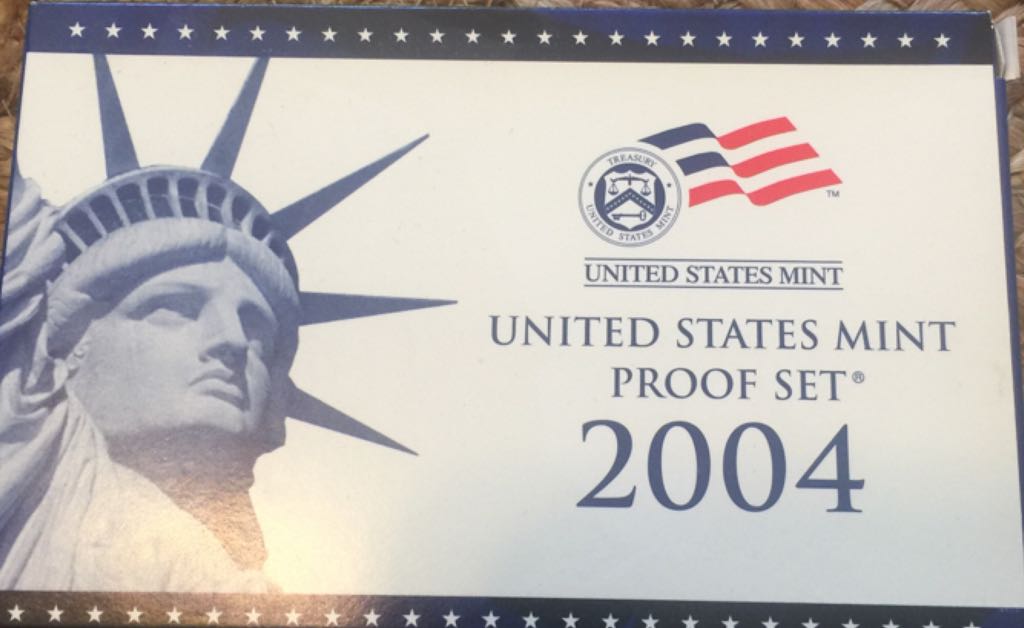 TREASURY
UNITED STATES MINT
TM
UNITED STATES MINT
UNITED STATES MINT
PROOF SET®
2004